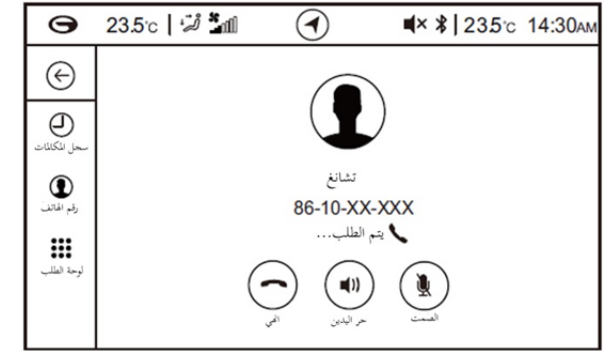 23.5°C 23.5°C 14:30AM
سجل المكالمات
رقم الهاتف
لوحة الطلب
تشانغ
86-10-XX-XXX
يتم الطلب...
انهي
حر اليدين
الصمت